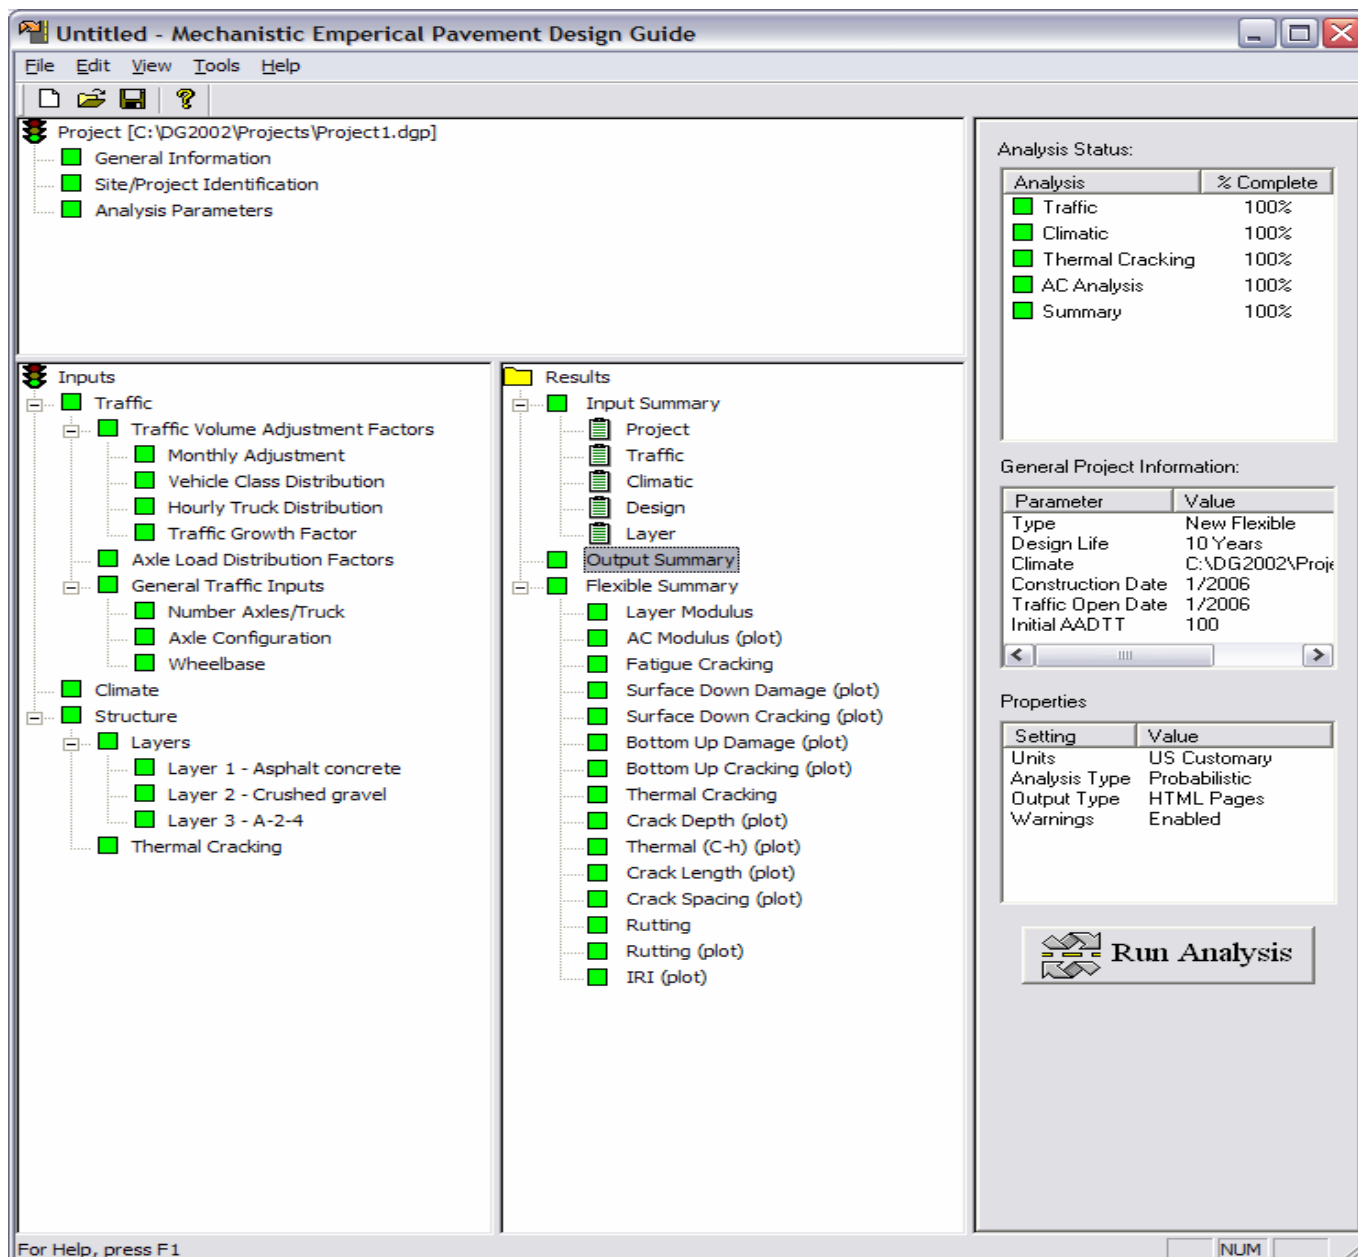 Untitled - Mechanistic Emperical Pavement Design Guide
File Edit View Tools Help
Project [C:\DG2002\Projects\Project1.dgp]
General Information
Site/Project Identification
Analysis Parameters
Inputs
Traffic
Traffic Volume Adjustment Factors
Monthly Adjustment
Vehicle Class Distribution
Hourly Truck Distribution
Traffic Growth Factor
Axle Load Distribution Factors
General Traffic Inputs
Number Axles/Truck
Axle Configuration
Wheelbase
Climate
Structure
Layers
Layer 1 - Asphalt concrete
Layer 2 - Crushed gravel
Layer 3 - A-2-4
Thermal Cracking
Results
Input Summary
Project
Traffic
Climatic
Design
Layer
Output Summary
Flexible Summary
Layer Modulus
AC Modulus (plot)
Fatigue Cracking
Surface Down Damage (plot)
Surface Down Cracking (plot)
Bottom Up Damage (plot)
Bottom Up Cracking (plot)
Thermal Cracking
Crack Depth (plot)
Thermal (C-h) (plot)
Crack Length (plot)
Crack Spacing (plot)
Rutting
Rutting (plot)
IRI (plot)
Analysis Status:
Analysis % Complete
Traffic 100%
Climatic 100%
Thermal Cracking 100%
AC Analysis 100%
Summary 100%
General Project Information:
Parameter Value
Type New Flexible
Design Life 10 Years
Climate C:\DG2002\Proje
Construction Date 1/2006
Traffic Open Date 1/2006
Initial AADTT 100
Properties
Setting Value
Units US Customary
Analysis Type Probabilistic
Output Type HTML Pages
Warnings Enabled
Run Analysis
For Help, press F1
NUM